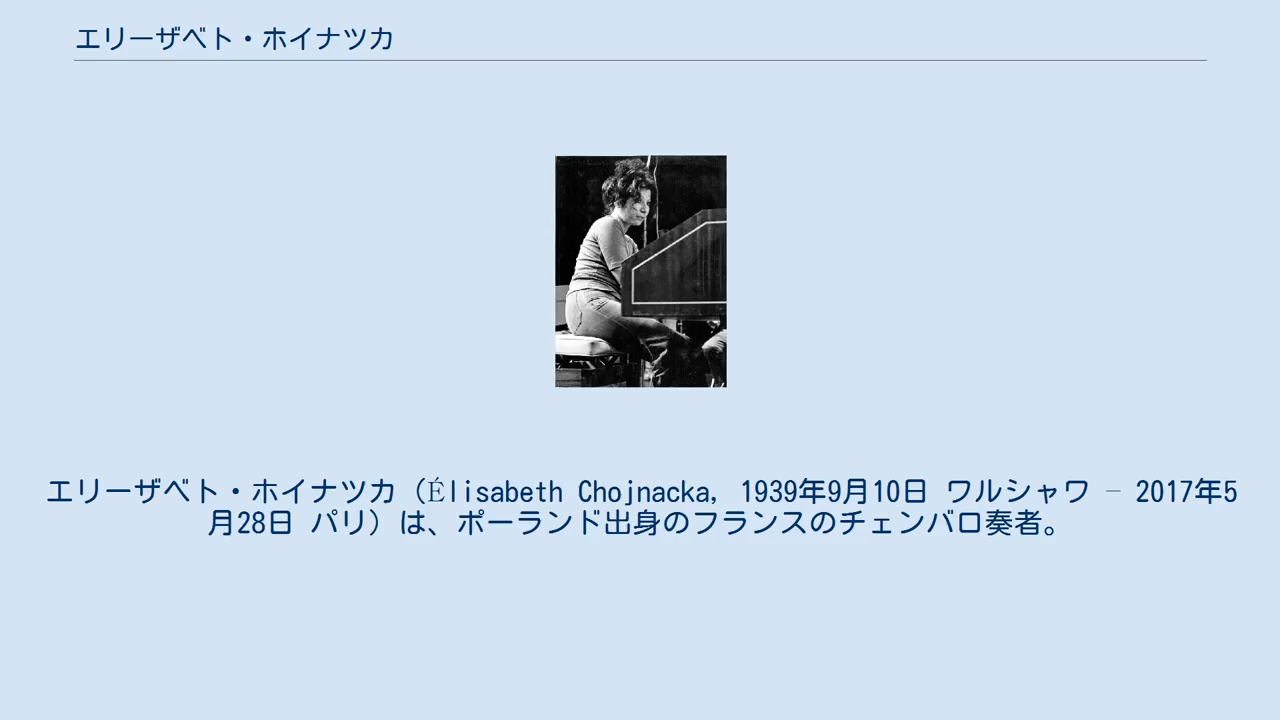 エリーザベト・ホイナツカ
エリーザベト・ホイナツカ（Élisabeth Chojnacka, 1939年9月10日 ワルシャワ – 2017年5
月28日 パリ）は、ポーランド出身のフランスのチェンバロ奏者。